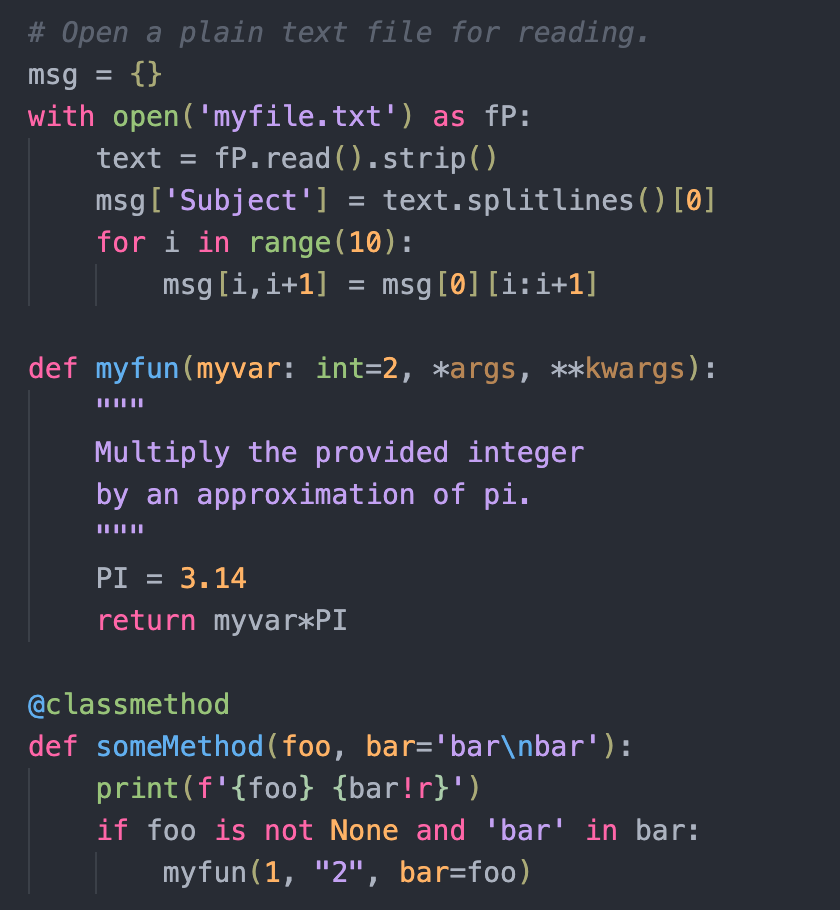 # Open a plain text file for reading.
msg = {}
with open('myfile.txt') as fP:
    text = fP.read().strip()
    msg['Subject'] = text.splitlines()[0]
    for i in range(10):
        msg[i,i+1] = msg[0][i:i+1]

def myfun(myvar: int=2, *args, **kwargs):
    """
    Multiply the provided integer
    by an approximation of pi.
    """
    PI = 3.14
    return myvar*PI

@classmethod
def someMethod(foo, bar='bar\nbar'):
    print(f'{foo} {bar!r}')
    if foo is not None and 'bar' in bar:
        myfun(1, "2", bar=foo)